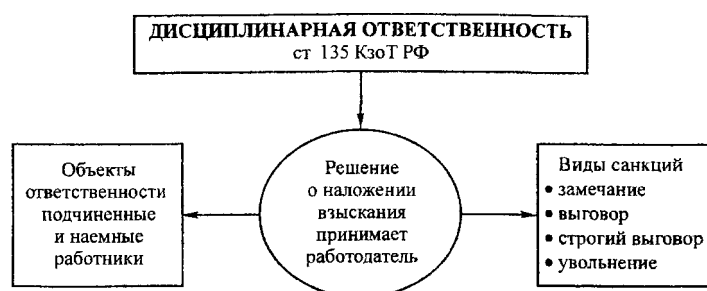 ДИСЦИПЛИНАРНАЯ ОТВЕТСТВЕННОСТЬ
ст 135 КзоТ РФ
Объекты
ответственности
подчиненные
и наемные
работники
Решение
о наложении
взыскания
принимает
работодатель
Виды санкций
• замечание
• выговор
• строгий выговор
• увольнение